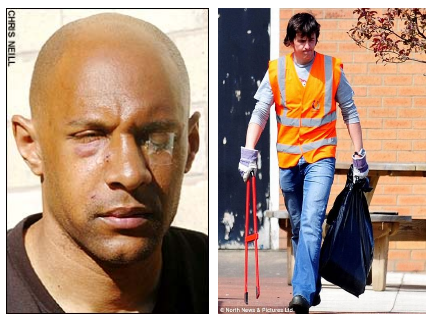 CHRIS NEILL
© North News & Pictures Ltd.